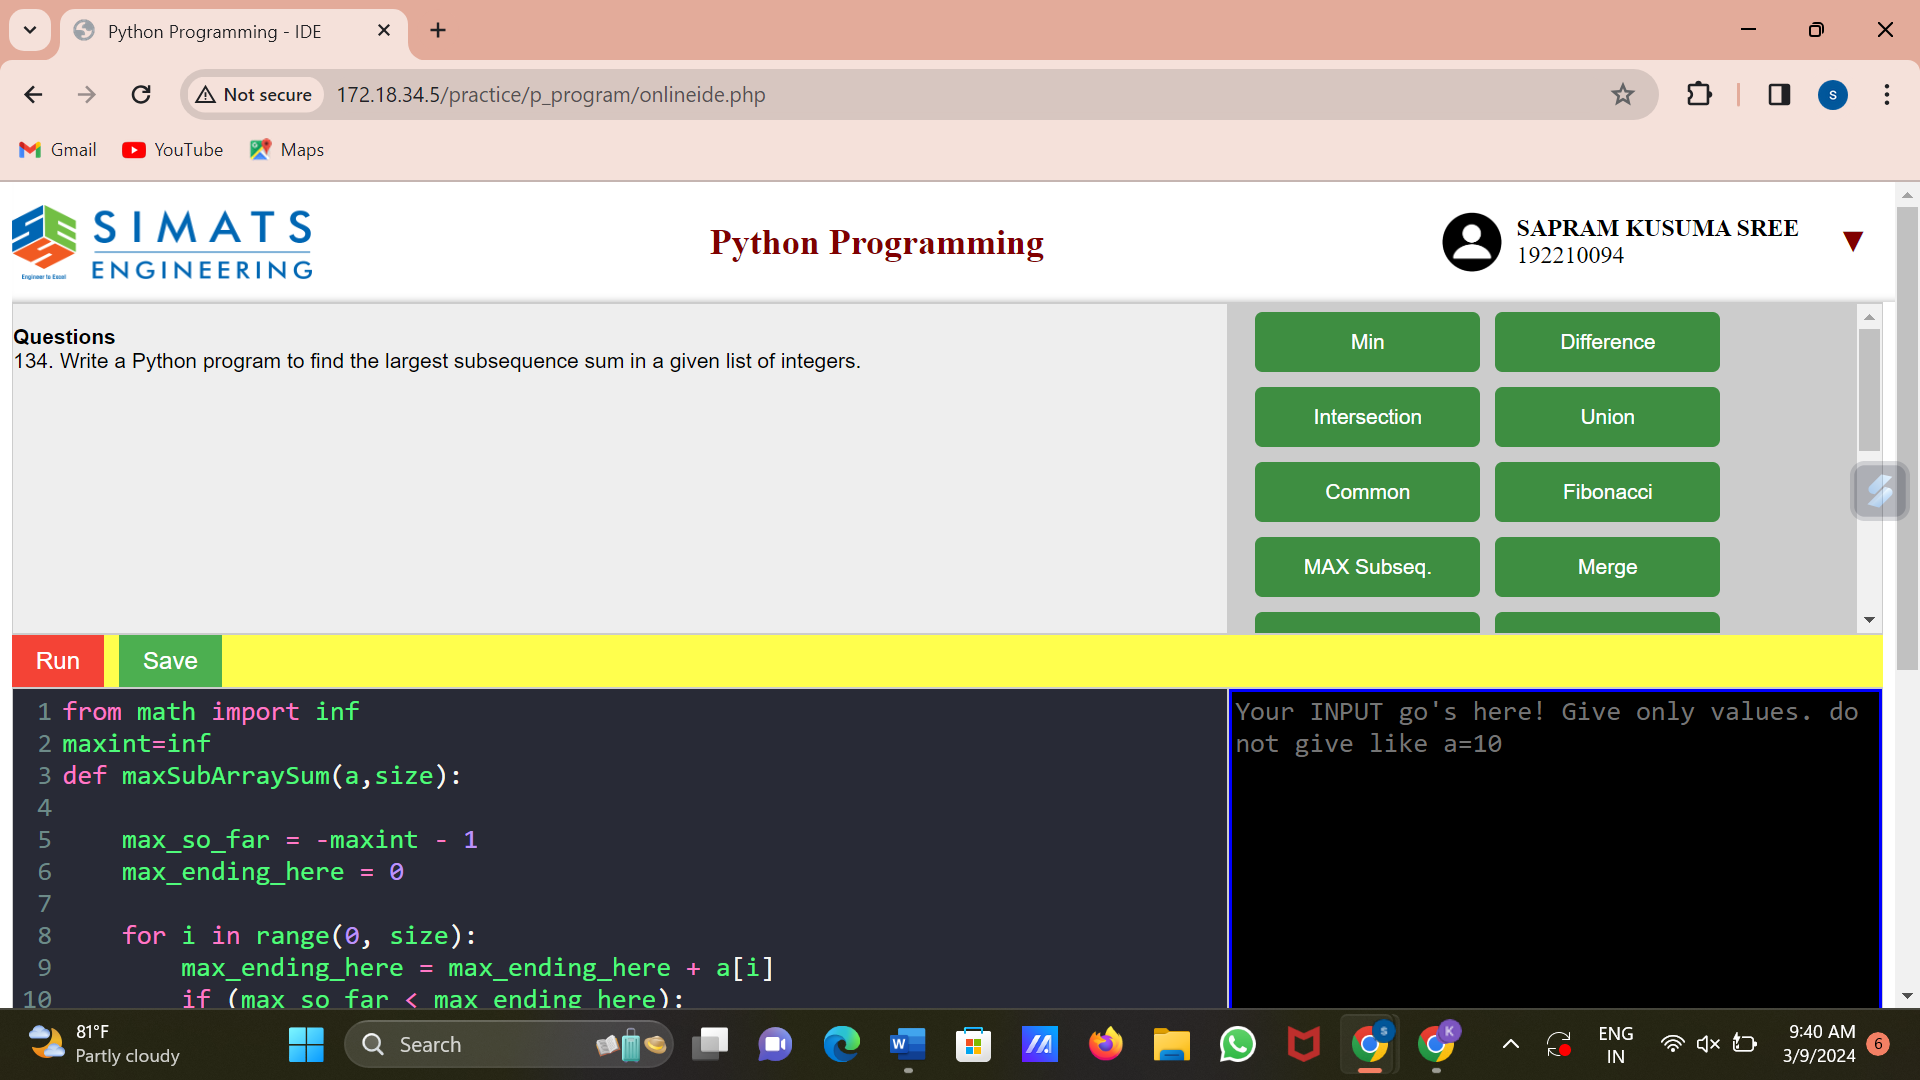 Python Programming - IDE
Not secure
172.18.34.5/practice/p_program/onlineide.php
S
Gmail
YouTube
Maps
SIMATS
ENGINEERING
Engineer to Excel
Python Programming
SAPRAM KUSUMA SREE
192210094
Questions
134. Write a Python program to find the largest subsequence sum in a given list of integers.
Min
Difference
Intersection
Union
Common
Fibonacci
MAX Subseq.
Merge
Run
Save
1 from math import inf
2 maxint=inf
3 def maxSubArraySum(a,size):
4
5     max_so_far = -maxint - 1
6     max_ending_here = 0
7
8     for i in range(0, size):
9         max_ending_here = max_ending_here + a[i]
10         if (max_so_far < max_ending_here):
Your INPUT go's here! Give only values. do
not give like a=10
81°F
Partly cloudy
Search
W
S
K
ENG
IN
9:40 AM
3/9/2024
6